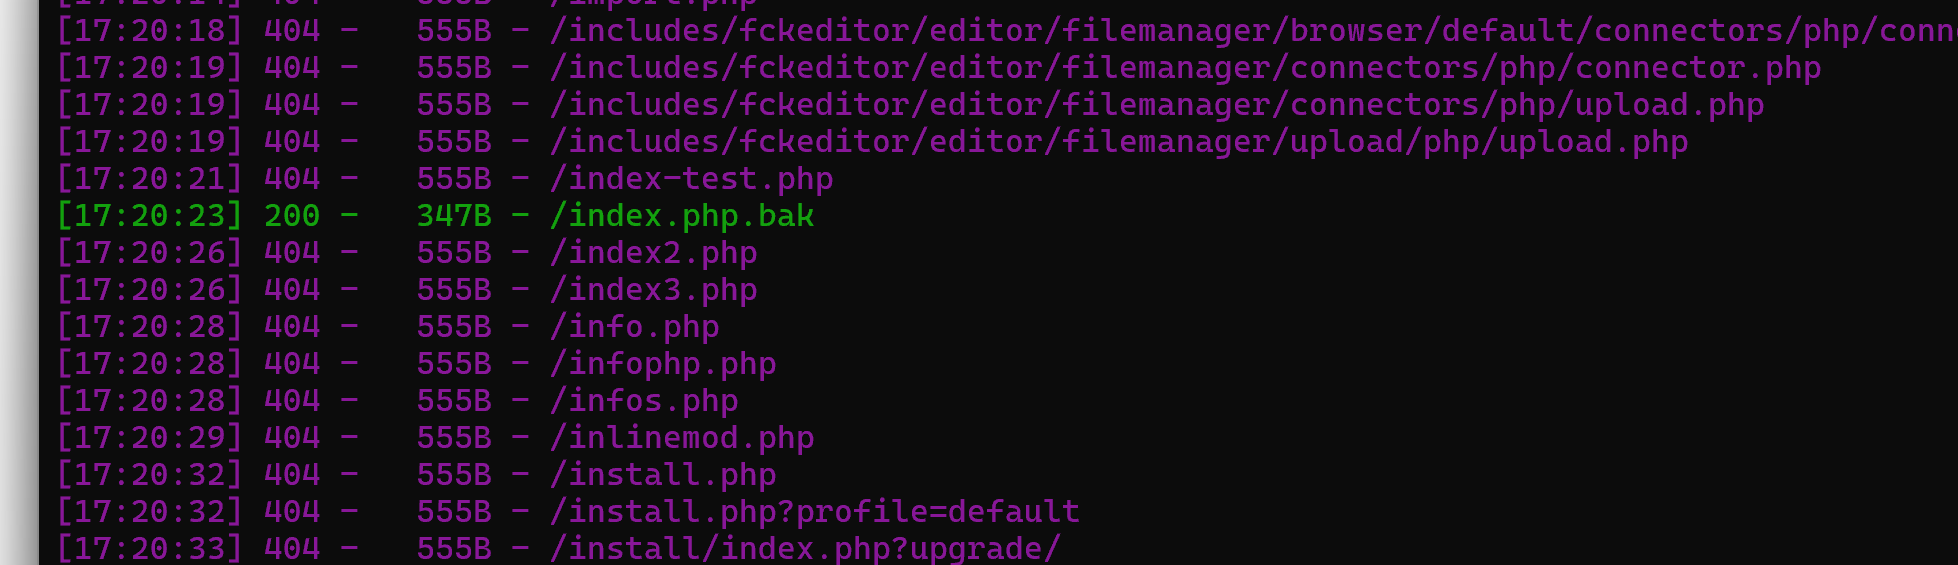 [17:20:14] 404 -   555B - /import.php
[17:20:18] 404 -   555B - /includes/fckeditor/editor/filemanager/browser/default/connectors/php/conn
[17:20:19] 404 -   555B - /includes/fckeditor/editor/filemanager/connectors/php/connector.php
[17:20:19] 404 -   555B - /includes/fckeditor/editor/filemanager/connectors/php/upload.php
[17:20:19] 404 -   555B - /includes/fckeditor/editor/filemanager/upload/php/upload.php
[17:20:21] 404 -   555B - /index-test.php
[17:20:23] 200 -   347B - /index.php.bak
[17:20:26] 404 -   555B - /index2.php
[17:20:26] 404 -   555B - /index3.php
[17:20:28] 404 -   555B - /info.php
[17:20:28] 404 -   555B - /infophp.php
[17:20:28] 404 -   555B - /infos.php
[17:20:29] 404 -   555B - /inlinemod.php
[17:20:32] 404 -   555B - /install.php
[17:20:32] 404 -   555B - /install.php?profile=default
[17:20:33] 404 -   555B - /install/index.php?upgrade/